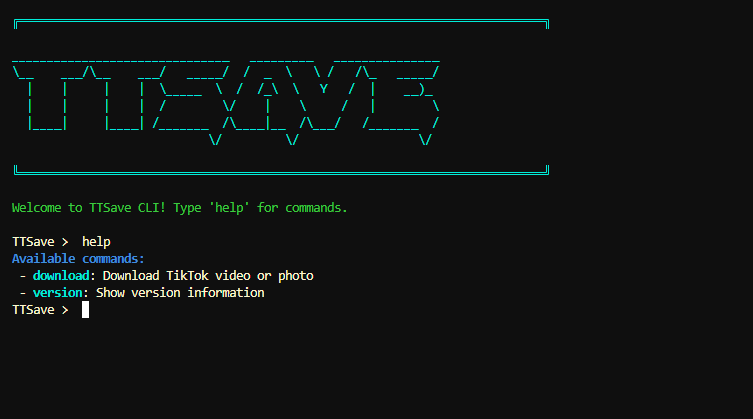 TTSAVE
Welcome to TTSave CLI! Type 'help' for commands.
TTSave > help
Available commands:
- download: Download TikTok video or photo
- version: Show version information
TTSave >